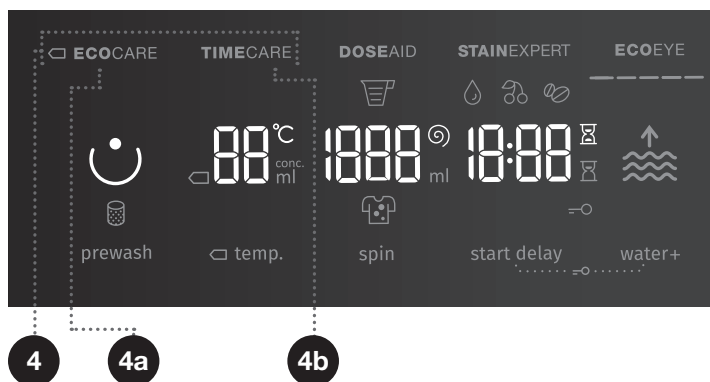 ECOCARE TIMECARE DOSEAID STAINEXPERT ECOEYE
88 °C 1888 18:88
conc.
ml ml
prewash temp. spin start delay water+
4 4a 4b